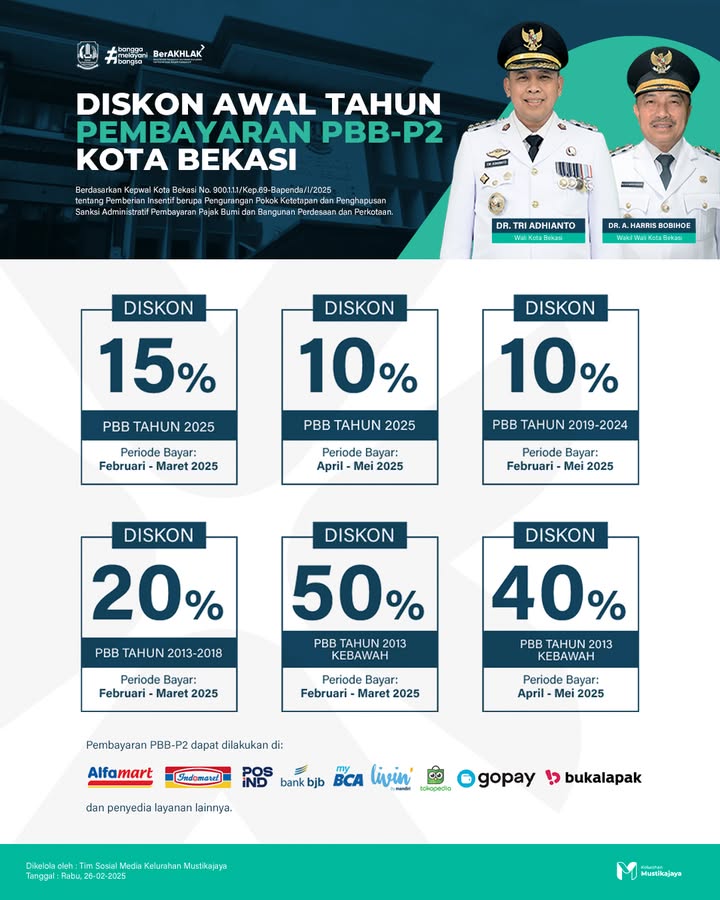 #bangga
melayani
bangsa
BerAKHLAK
DISKON AWAL TAHUN
PEMBAYARAN PBB-P2
KOTA BEKASI
Berdasarkan Kepwal Kota Bekasi No. 900.1.1.1/Kep.69-Bapenda/I/2025
tentang Pemberian Insentif berupa Pengurangan Pokok Ketetapan dan Penghapusan
Sanksi Administratif Pembayaran Pajak Bumi dan Bangunan Perdesaan dan Perkotaan.
DR. TRI ADHIANTO
Wali Kota Bekasi
DR. A. HARRIS BOBIHOE
Wakil Wali Kota Bekasi
DISKON
15%
PBB TAHUN 2025
Periode Bayar:
Februari - Maret 2025
DISKON
10%
PBB TAHUN 2025
Periode Bayar:
April - Mei 2025
DISKON
10%
PBB TAHUN 2019-2024
Periode Bayar:
Februari - Mei 2025
DISKON
20%
PBB TAHUN 2013-2018
Periode Bayar:
Februari - Maret 2025
DISKON
50%
PBB TAHUN 2013
KEBAWAH
Periode Bayar:
Februari - Maret 2025
DISKON
40%
PBB TAHUN 2013
KEBAWAH
Periode Bayar:
April - Mei 2025
Pembayaran PBB-P2 dapat dilakukan di:
Alfamart
Indomaret
POS
IND
bank bjb
my
BCA
livin'
by mandiri
tokopedia
gopay
bukalapak
dan penyedia layanan lainnya.
Dikelola oleh : Tim Sosial Media Kelurahan Mustikajaya
Tanggal : Rabu, 26-02-2025
Kelurahan
Mustikajaya